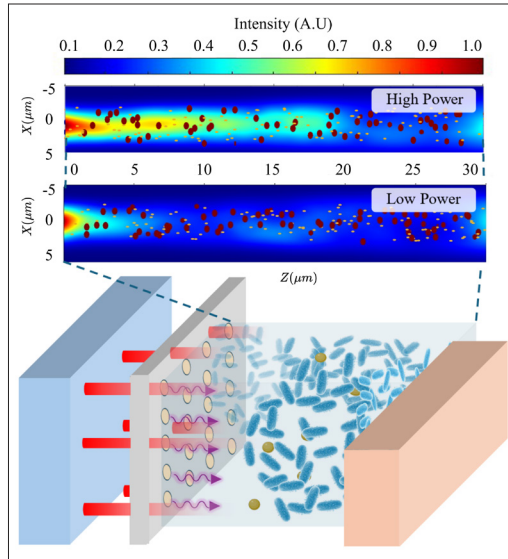 Intensity (A.U)
0.1 0.2 0.3 0.4 0.5 0.6 0.7 0.8 0.9 1.0
-5
X(μm)
0
5
High Power
0 5 10 15 20 25 30
-5
X(μm)
0
5
Low Power
Z(μm)